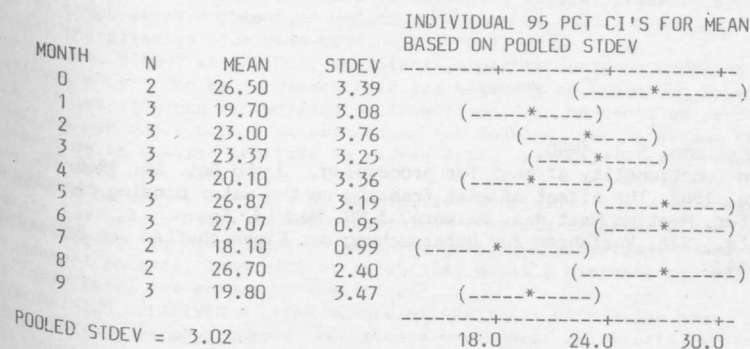 INDIVIDUAL 95 PCT CI'S FOR MEAN
BASED ON POOLED STDEV
MONTH N MEAN STDEV -------+---------+---------+-
0 2 26.50 3.39 (------*-------)
1 3 19.70 3.08 (-----*-----)
2 3 23.00 3.76 (-----*-----)
3 3 23.37 3.25 (-----*-----)
4 3 20.10 3.36 (-----*-----)
5 3 26.87 3.19 (-----*-----)
6 3 27.07 0.95 (-----*-----)
7 2 18.10 0.99 (------*-------)
8 2 26.70 2.40 (-------*------)
9 3 19.80 3.47 (-----*-----)
-------+---------+---------+-
POOLED STDEV = 3.02 18.0 24.0 30.0